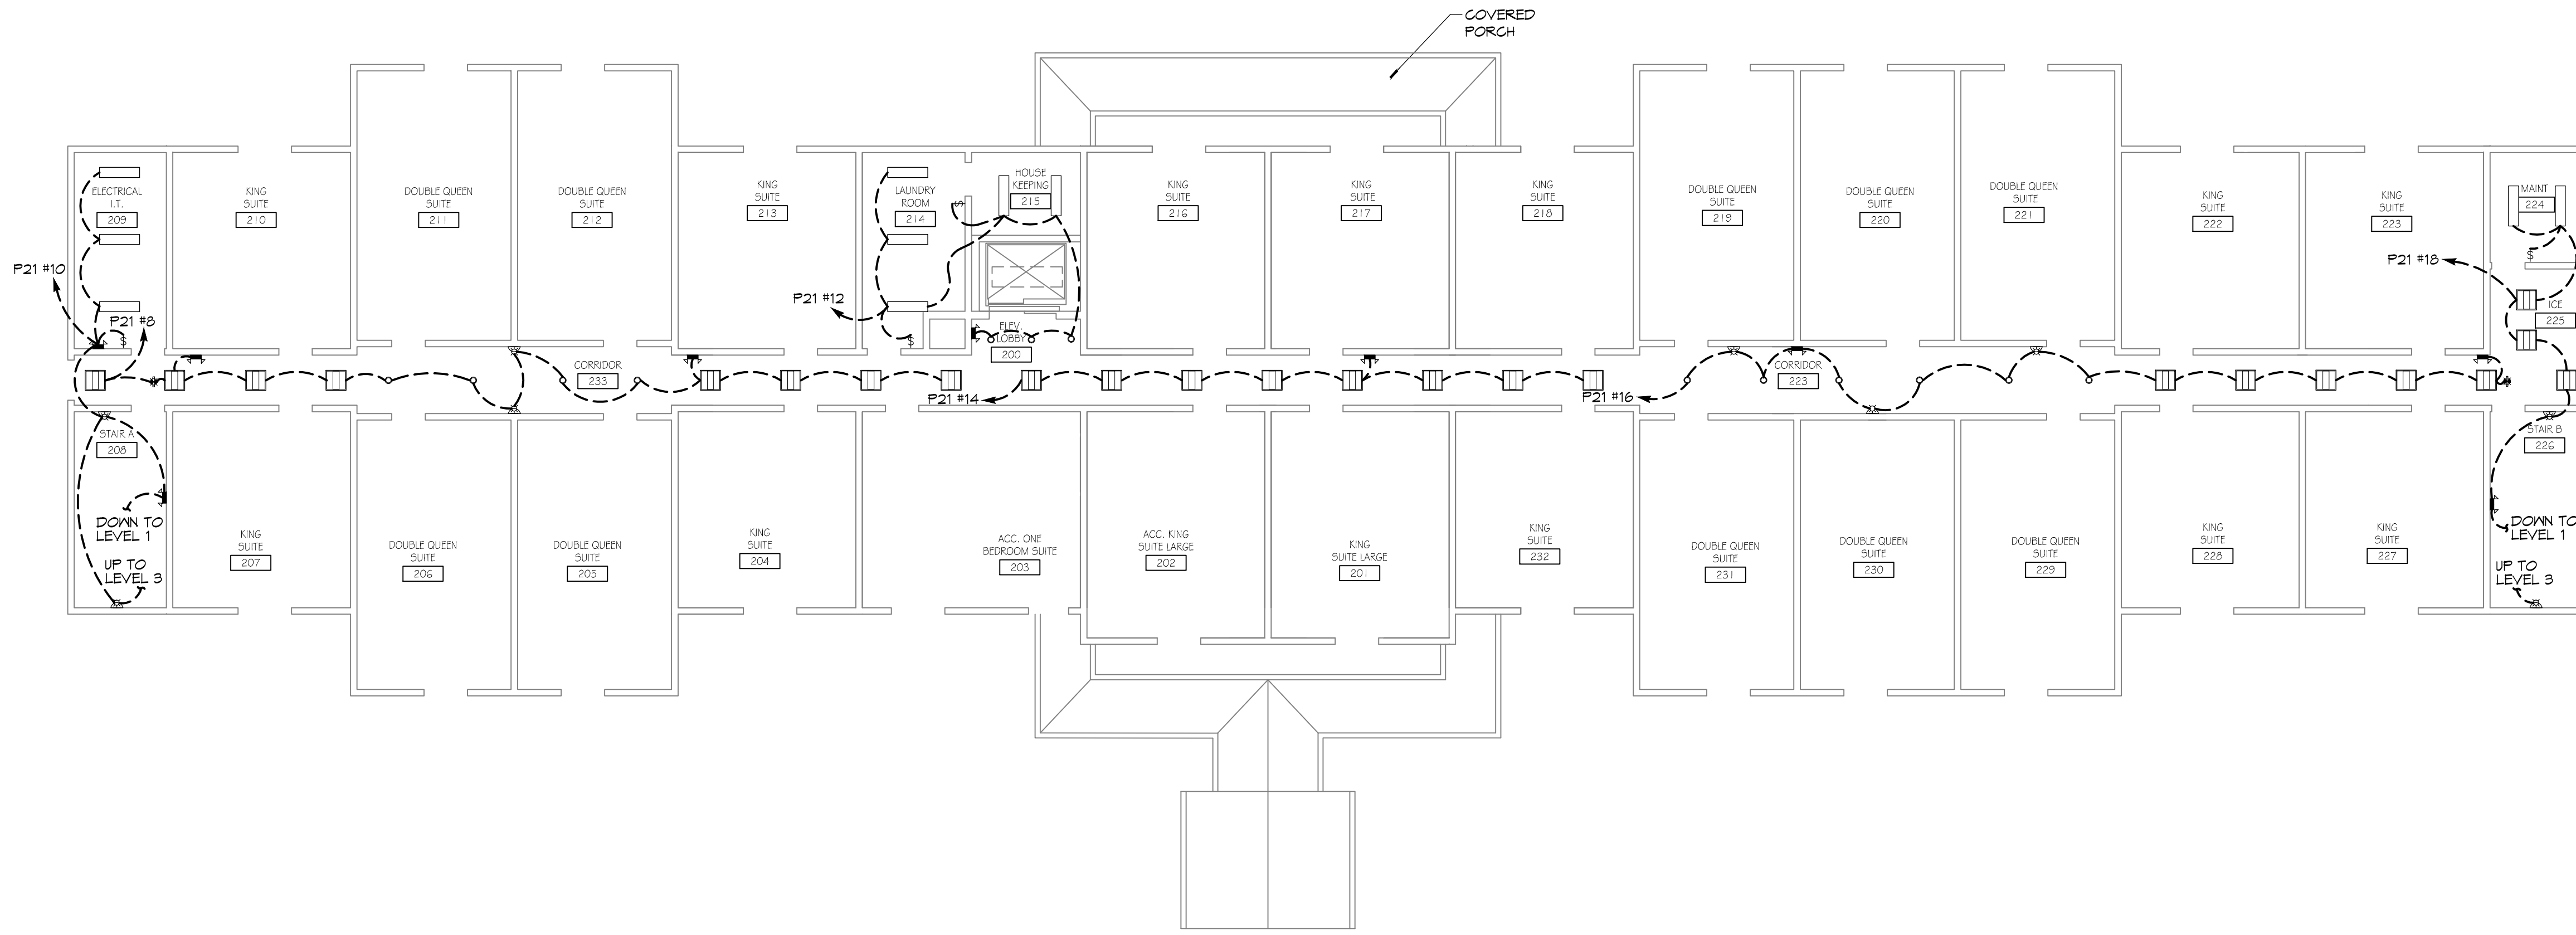 COVERED
PORCH
ELECTRICAL
I.T.
209
KING
SUITE
210
DOUBLE QUEEN
SUITE
211
DOUBLE QUEEN
SUITE
212
KING
SUITE
213
LAUNDRY
ROOM
214
HOUSE
KEEPING
215
$
KING
SUITE
216
KING
SUITE
217
KING
SUITE
218
DOUBLE QUEEN
SUITE
219
DOUBLE QUEEN
SUITE
220
DOUBLE QUEEN
SUITE
221
KING
SUITE
222
KING
SUITE
223
MAINT
224
$
P21 #10
P21 #8
$
P21 #12
$
ELEV.
LOBBY
200
P21 #18
ICE
225
CORRIDOR
233
P21 #14
P21 #16
CORRIDOR
223
STAIR A
208
STAIR B
226
DOWN TO
LEVEL 1
UP TO
LEVEL 3
KING
SUITE
207
DOUBLE QUEEN
SUITE
206
DOUBLE QUEEN
SUITE
205
KING
SUITE
204
ACC. ONE
BEDROOM SUITE
203
ACC. KING
SUITE LARGE
202
KING
SUITE LARGE
201
KING
SUITE
232
DOUBLE QUEEN
SUITE
231
DOUBLE QUEEN
SUITE
230
DOUBLE QUEEN
SUITE
229
KING
SUITE
228
KING
SUITE
227
DOWN TO
LEVEL 1
UP TO
LEVEL 3